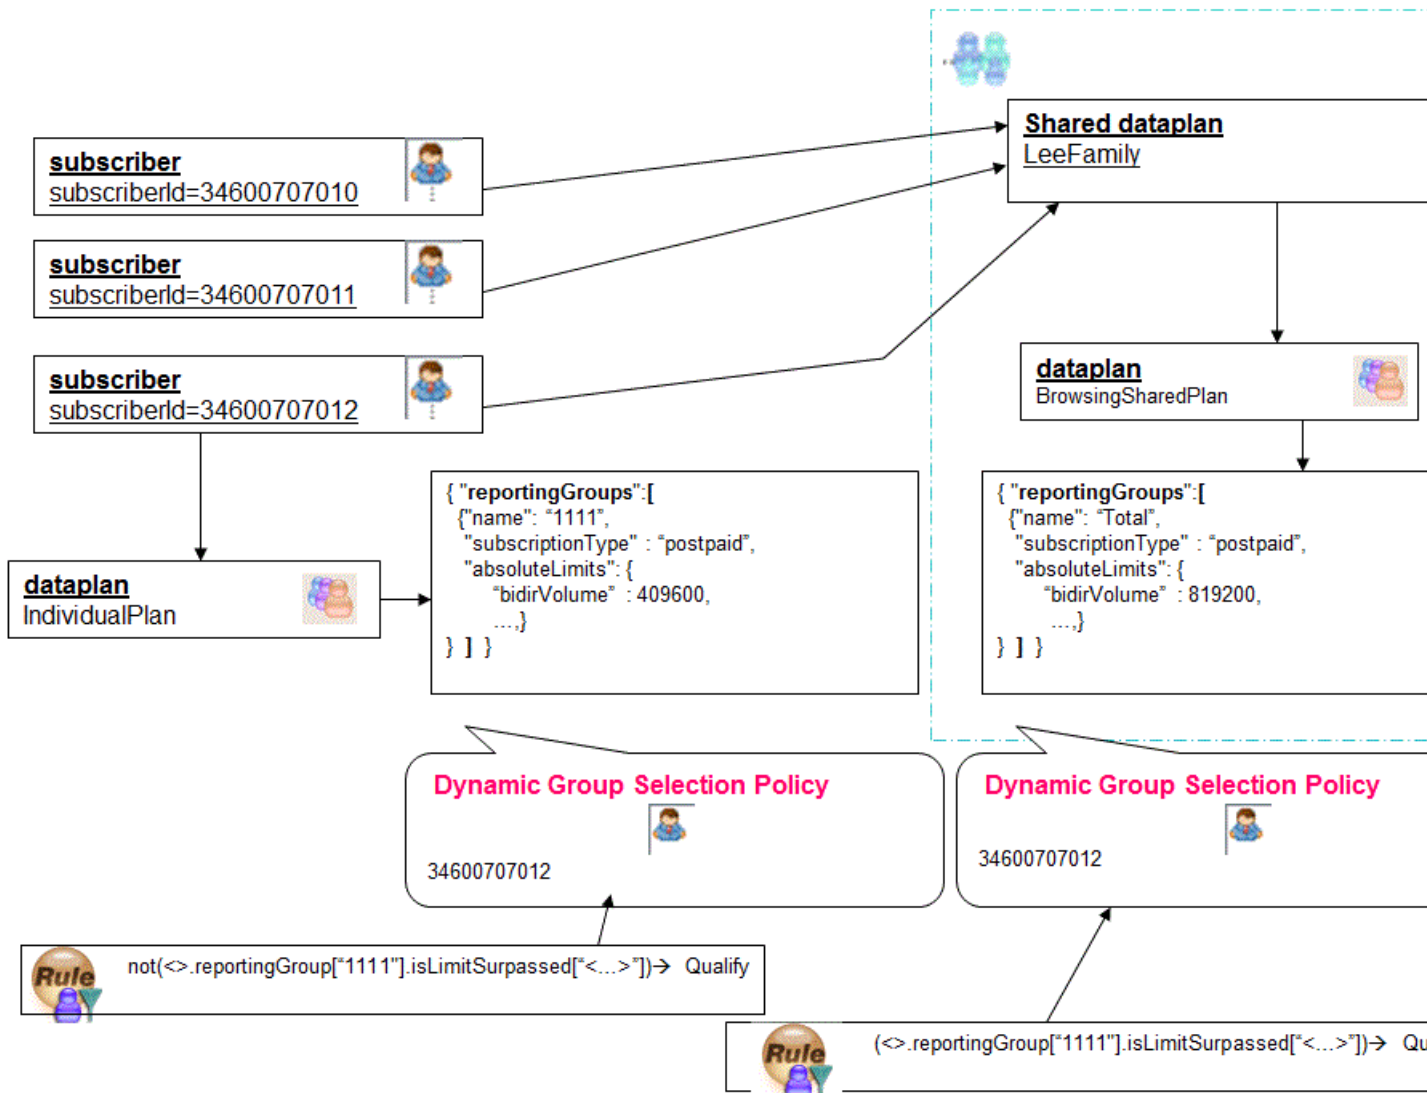 Shared dataplan
LeeFamily
subscriber
subscriberId=34600707010
subscriber
subscriberId=34600707011
subscriber
subscriberId=34600707012
dataplan
BrowsingSharedPlan
dataplan
IndividualPlan
{ "reportingGroups":[
{"name": “1111”,
"subscriptionType" : “postpaid”,
"absoluteLimits": {
“bidirVolume” : 409600,
...,}
} ] }
{ "reportingGroups":[
{"name": “Total”,
"subscriptionType" : “postpaid”,
"absoluteLimits": {
“bidirVolume” : 819200,
...,}
} ] }
Dynamic Group Selection Policy
34600707012
Dynamic Group Selection Policy
34600707012
Rule
not(<>.reportingGroup[“1111”].isLimitSurpassed[“<...>”])→ Qualify
Rule
(<>.reportingGroup[“1111”].isLimitSurpassed[“<...>”])→ Qu